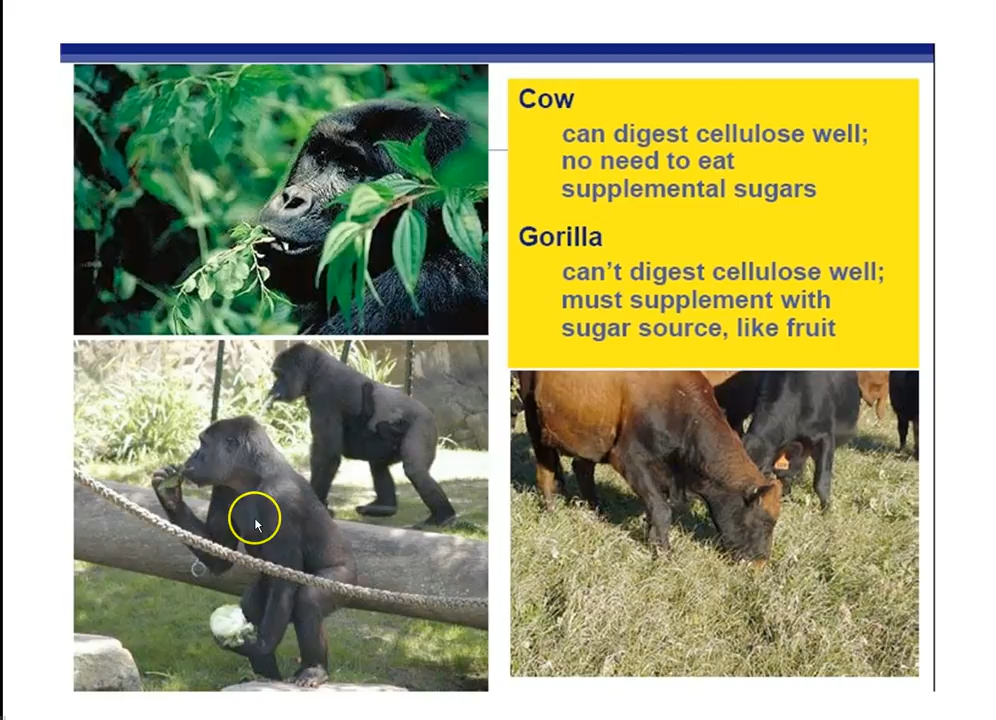 Cow
can digest cellulose well;
no need to eat
supplemental sugars
Gorilla
can't digest cellulose well;
must supplement with
sugar source, like fruit